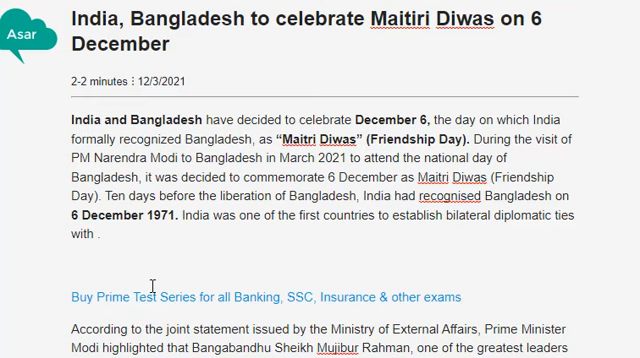 India, Bangladesh to celebrate Maitiri Diwas on 6
December
Asar
2-2 minutes ⋮ 12/3/2021
India and Bangladesh have decided to celebrate December 6, the day on which India
formally recognized Bangladesh, as “Maitri Diwas” (Friendship Day). During the visit of
PM Narendra Modi to Bangladesh in March 2021 to attend the national day of
Bangladesh, it was decided to commemorate 6 December as Maitri Diwas (Friendship
Day). Ten days before the liberation of Bangladesh, India had recognised Bangladesh on
6 December 1971. India was one of the first countries to establish bilateral diplomatic ties
with .
Buy Prime Test Series for all Banking, SSC, Insurance & other exams
According to the joint statement issued by the Ministry of External Affairs, Prime Minister
Modi highlighted that Bangabandhu Sheikh Mujibur Rahman, one of the greatest leaders